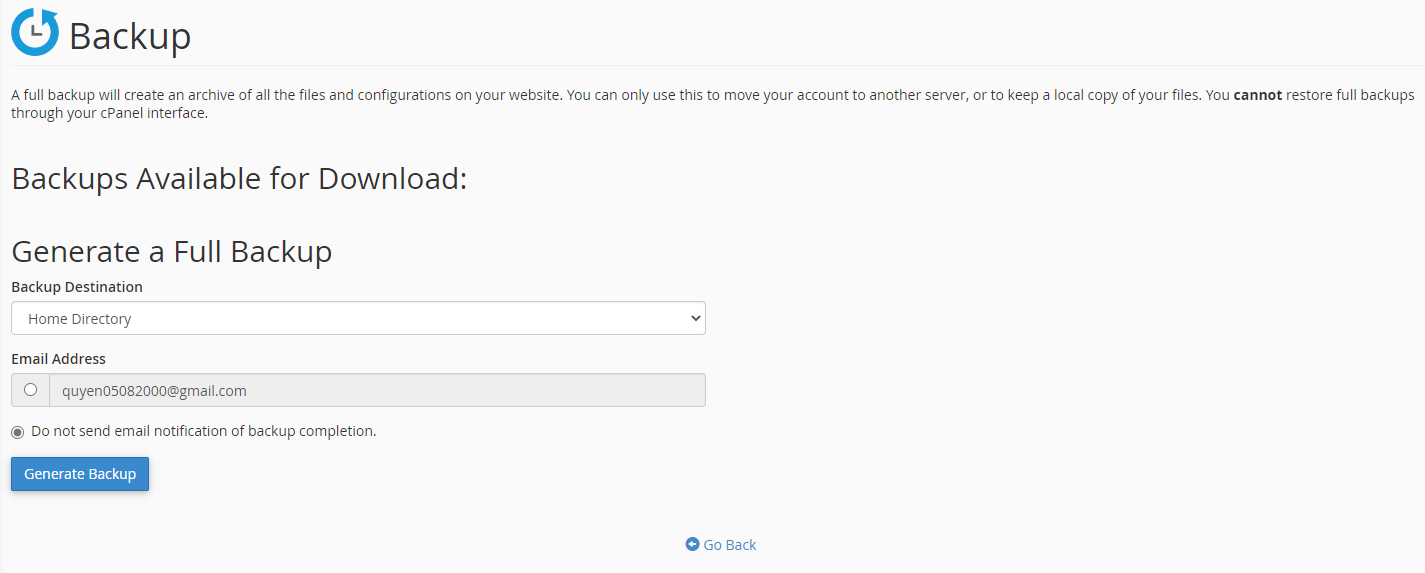 Backup
A full backup will create an archive of all the files and configurations on your website. You can only use this to move your account to another server, or to keep a local copy of your files. You cannot restore full backups
through your cPanel interface.
Backups Available for Download:
Generate a Full Backup
Backup Destination
Home Directory
Email Address
quyen05082000@gmail.com
Do not send email notification of backup completion.
Generate Backup
Go Back